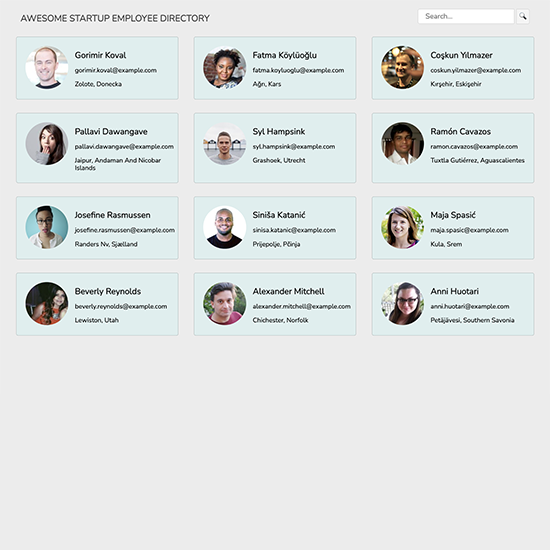 AWESOME STARTUP EMPLOYEE DIRECTORY
Search...
Gorimir Koval
gorimir.koval@example.com
Zolote, Donecka
Fatma Köylüoğlu
fatma.koyluoglu@example.com
Ağrı, Kars
Coşkun Yılmazer
coskun.yilmazer@example.com
Kırşehir, Eskişehir
Pallavi Dawangave
pallavi.dawangave@example.com
Jaipur, Andaman And Nicobar
Islands
Syl Hampsink
syl.hampsink@example.com
Grashoek, Utrecht
Ramón Cavazos
ramon.cavazos@example.com
Tuxtla Gutiérrez, Aguascalientes
Josefine Rasmussen
josefine.rasmussen@example.com
Randers Nv, Sjælland
Siniša Katanić
sinisa.katanic@example.com
Prijepolje, Pčinja
Maja Spasić
maja.spasic@example.com
Kula, Srem
Beverly Reynolds
beverly.reynolds@example.com
Lewiston, Utah
Alexander Mitchell
alexander.mitchell@example.com
Chichester, Norfolk
Anni Huotari
anni.huotari@example.com
Petäjävesi, Southern Savonia